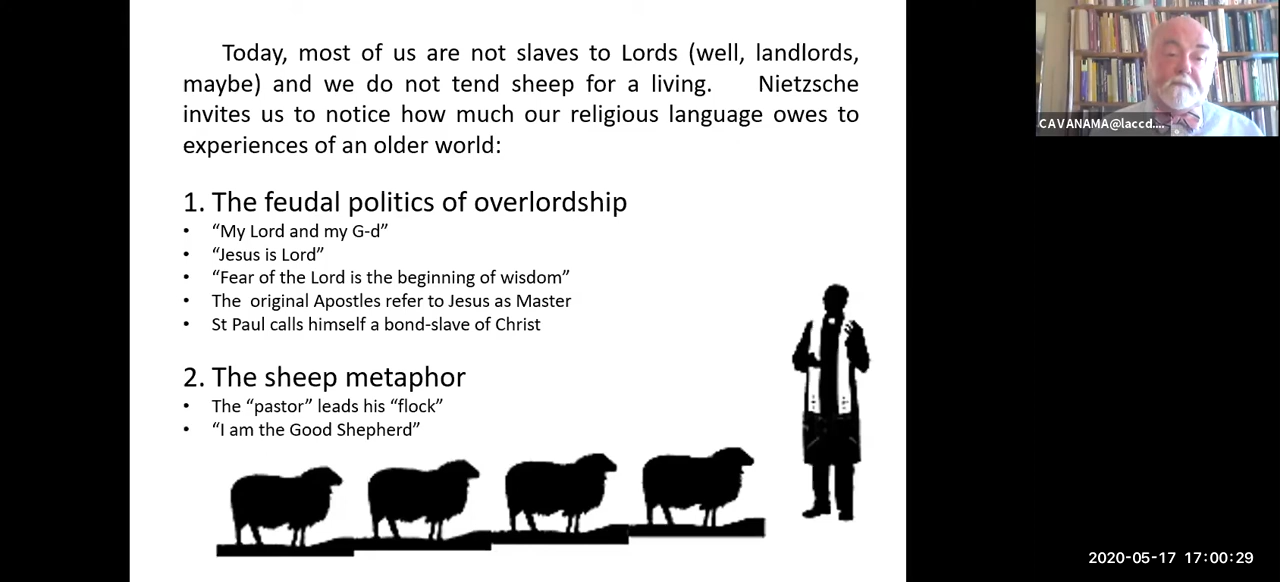 Today, most of us are not slaves to Lords (well, landlords,
maybe) and we do not tend sheep for a living. Nietzsche
invites us to notice how much our religious language owes to
experiences of an older world:
1. The feudal politics of overlordship
• “My Lord and my G-d”
• “Jesus is Lord”
• “Fear of the Lord is the beginning of wisdom”
• The original Apostles refer to Jesus as Master
• St Paul calls himself a bond-slave of Christ
2. The sheep metaphor
• The “pastor” leads his “flock”
• “I am the Good Shepherd”
CAVANAMA@laccd....
2020-05-17 17:00:29